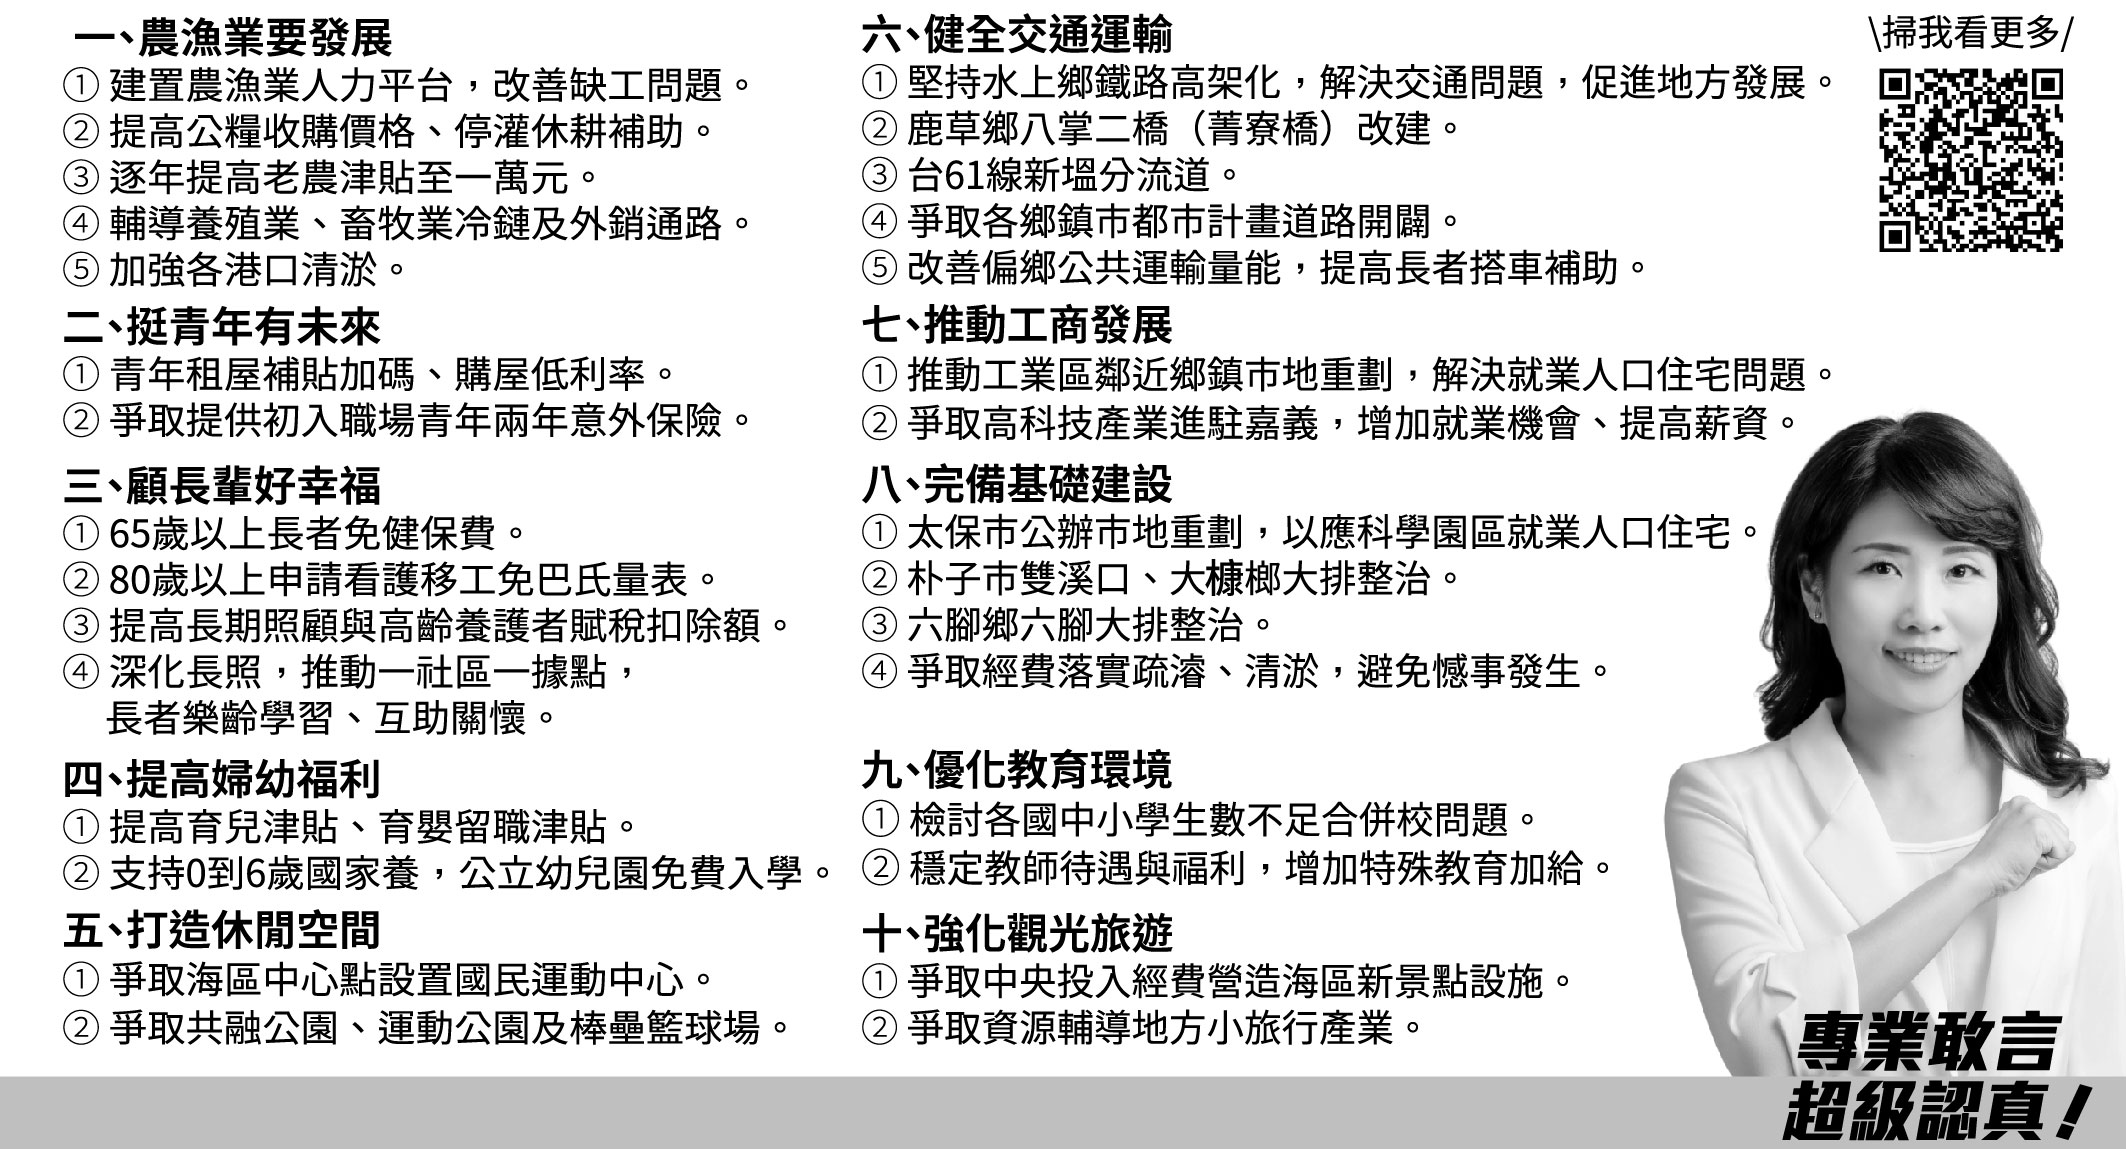 一、農漁業要發展
① 建置農漁業人力平台，改善缺工問題。
② 提高公糧收購價格、停灌休耕補助。
③ 逐年提高老農津貼至一萬元。
④ 輔導養殖業、畜牧業冷鏈及外銷通路。
⑤ 加強各港口清淤。
二、挺青年有未來
① 青年租屋補貼加碼、購屋低利率。
② 爭取提供初入職場青年兩年意外保險。
三、顧長輩好幸福
① 65歲以上長者免健保費。
② 80歲以上申請看護移工免巴氏量表。
③ 提高長期照顧與高齡養護者賦稅扣除額。
④ 深化長照，推動一社區一據點，
長者樂齡學習、互助關懷。
四、提高婦幼福利
① 提高育兒津貼、育嬰留職津貼。
② 支持0到6歲國家養，公立幼兒園免費入學。
五、打造休閒空間
① 爭取海區中心點設置國民運動中心。
② 爭取共融公園、運動公園及棒壘籃球場。
六、健全交通運輸
① 堅持水上鄉鐵路高架化，解決交通問題，促進地方發展。
② 鹿草鄉八掌二橋（菁寮橋）改建。
③ 台61線新塭分流道。
④ 爭取各鄉鎮市都市計畫道路開闢。
⑤ 改善偏鄉公共運輸量能，提高長者搭車補助。
七、推動工商發展
① 推動工業區鄰近鄉鎮市地重劃，解決就業人口住宅問題。
② 爭取高科技產業進駐嘉義，增加就業機會、提高薪資。
八、完備基礎建設
① 太保市公辦市地重劃，以應科學園區就業人口住宅。
② 朴子市雙溪口、大槺榔大排整治。
③ 六腳鄉六腳大排整治。
④ 爭取經費落實疏濬、清淤，避免憾事發生。
九、優化教育環境
① 檢討各國中小學生數不足合併校問題。
② 穩定教師待遇與福利，增加特殊教育加給。
十、強化觀光旅遊
① 爭取中央投入經費營造海區新景點設施。
② 爭取資源輔導地方小旅行產業。
\掃我看更多/
專業敢言
超級認真！